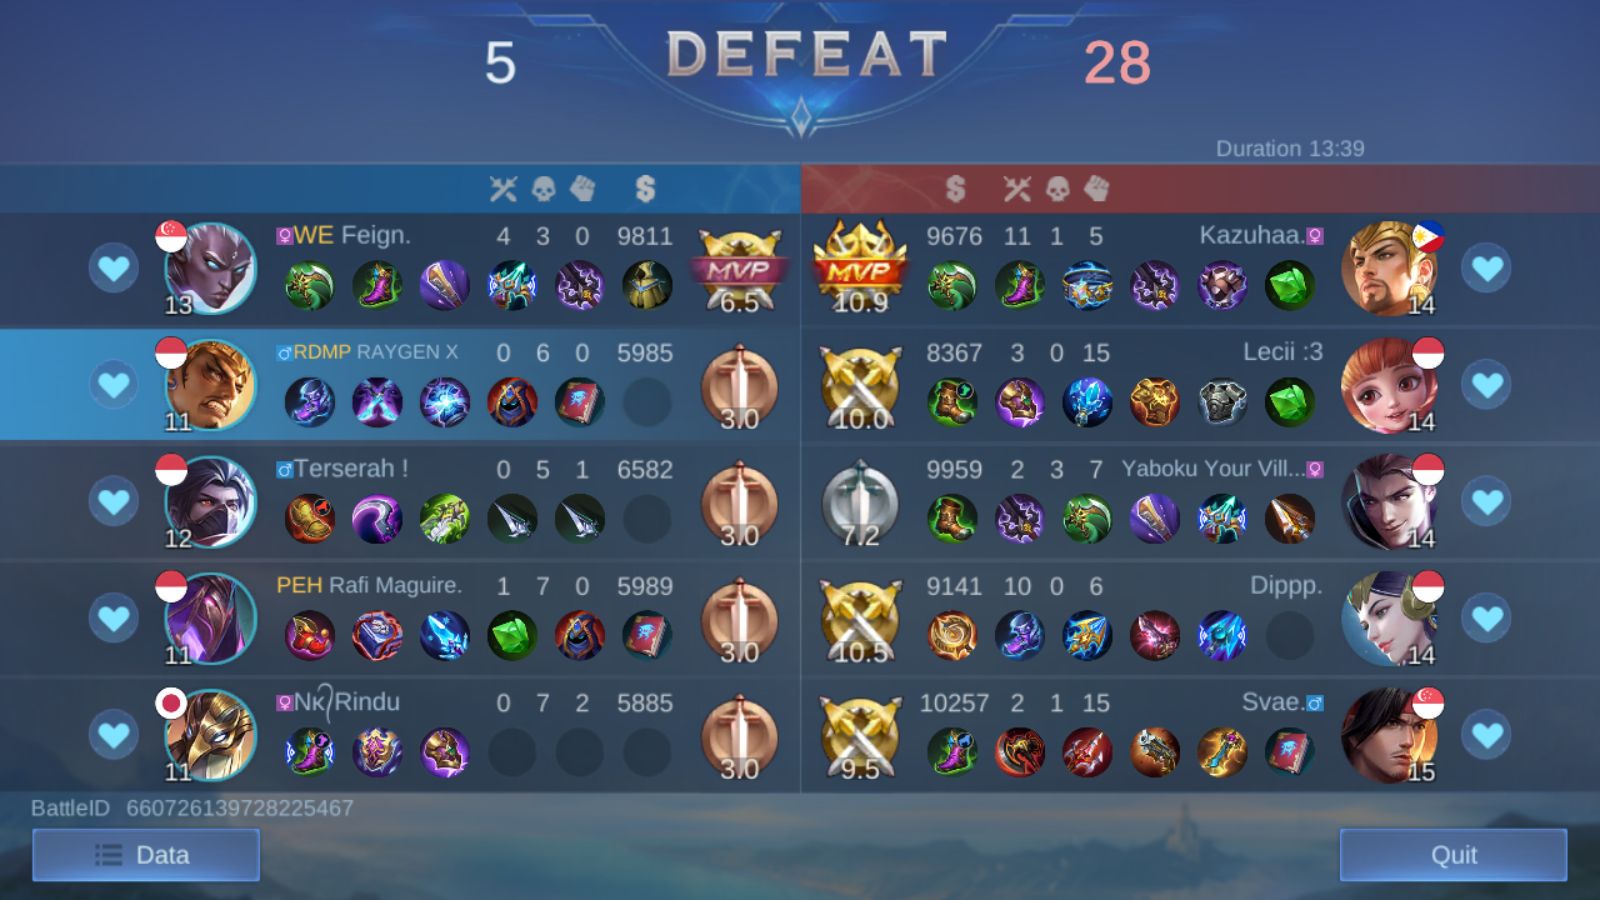 5 DEFEAT 28
Duration 13:39
WE Feign. 4 3 0 9811 MVP 6.5
13
MVP 10.9 9676 11 1 5 Kazuhaa.
14
RDMP RAYGEN X 0 6 0 5985 3.0
11
10.0 8367 3 0 15 Lecii :3
14
Terserah ! 0 5 1 6582 3.0
12
7.2 9959 2 3 7 Yaboku Your Vill...
14
PEH Rafi Maguire. 1 7 0 5989 3.0
11
10.5 9141 10 0 6 Dippp.
14
Nκ Rindu 0 7 2 5885 3.0
11
9.5 10257 2 1 15 Svae.
15
BattleID 660726139728225467
Data
Quit